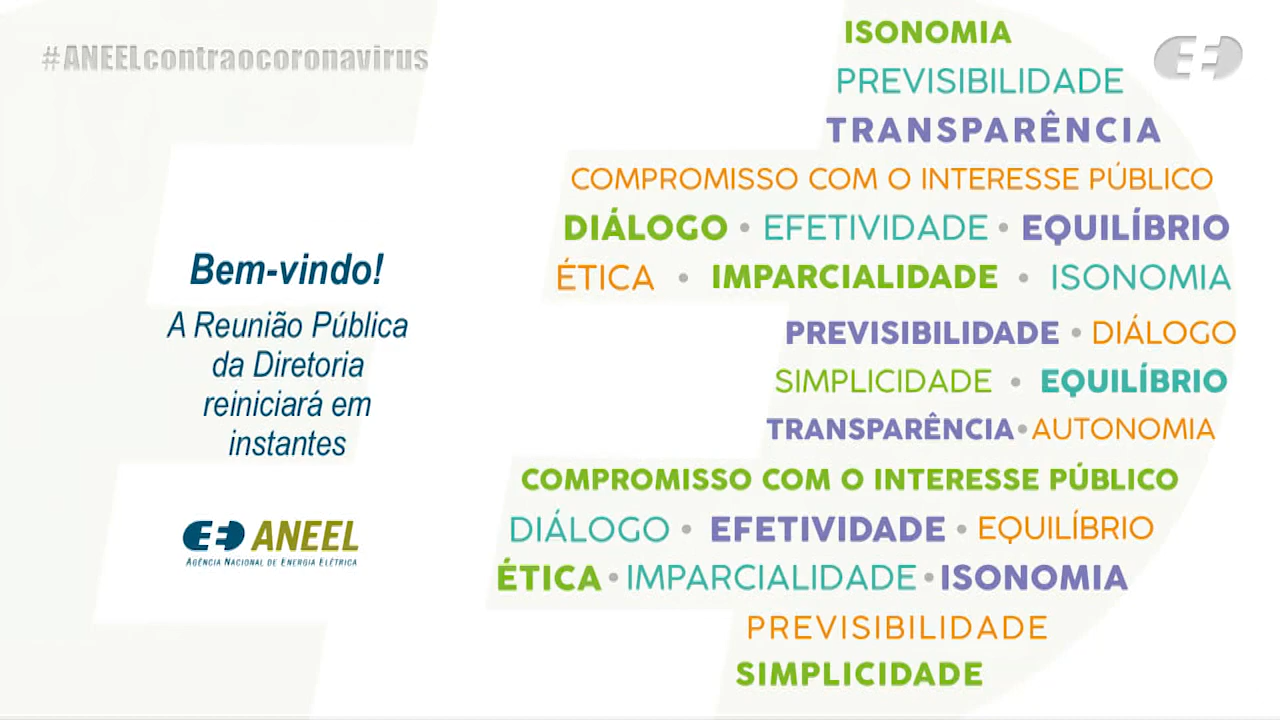 #ANEELcontraocoronavirus
Bem-vindo!
A Reunião Pública
da Diretoria
reiniciará em
instantes
ANEEL
AGÊNCIA NACIONAL DE ENERGIA ELÉTRICA
ISONOMIA
PREVISIBILIDADE
TRANSPARÊNCIA
COMPROMISSO COM O INTERESSE PÚBLICO
DIÁLOGO • EFETIVIDADE • EQUILÍBRIO
ÉTICA • IMPARCIALIDADE • ISONOMIA
PREVISIBILIDADE • DIÁLOGO
SIMPLICIDADE • EQUILÍBRIO
TRANSPARÊNCIA • AUTONOMIA
COMPROMISSO COM O INTERESSE PÚBLICO
DIÁLOGO • EFETIVIDADE • EQUILÍBRIO
ÉTICA • IMPARCIALIDADE • ISONOMIA
PREVISIBILIDADE
SIMPLICIDADE